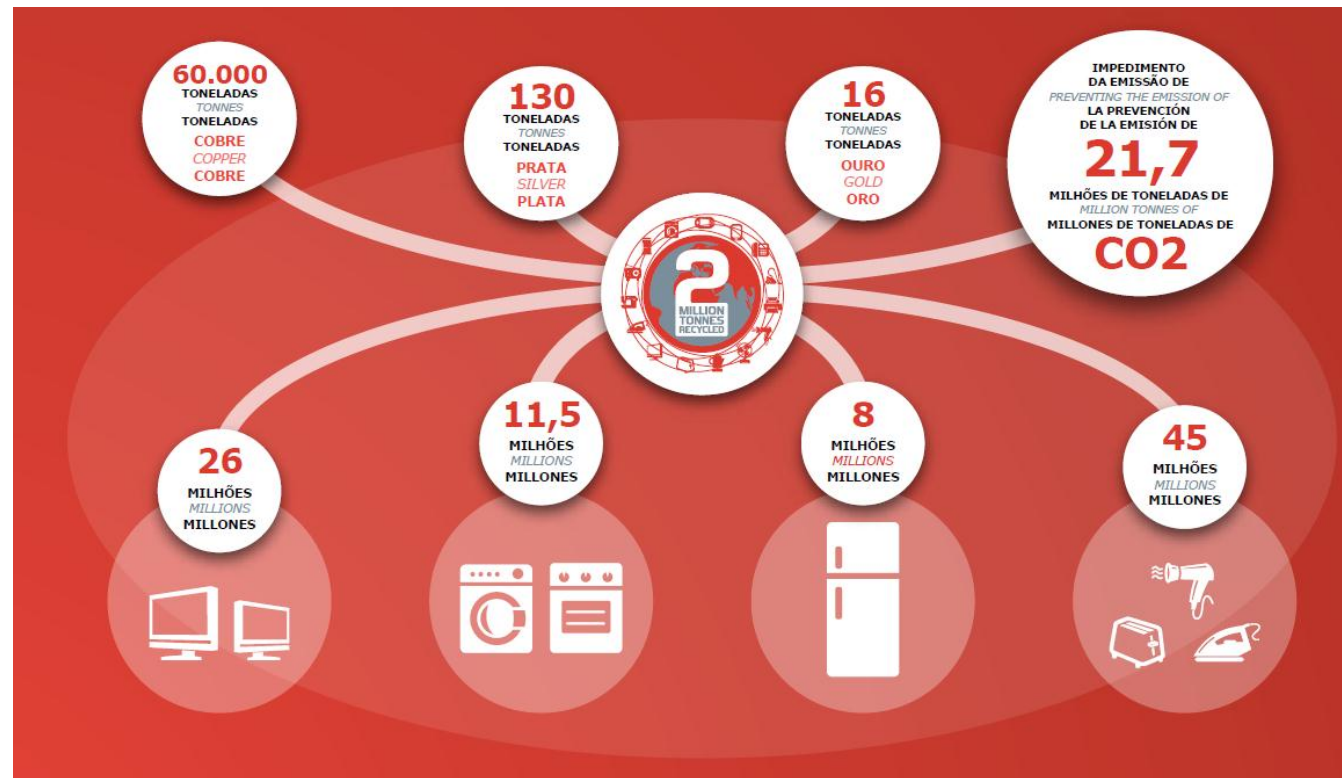 60.000
TONELADAS
TONNES
TONELADAS
COBRE
COPPER
COBRE
130
TONELADAS
TONNES
TONELADAS
PRATA
SILVER
PLATA
16
TONELADAS
TONNES
TONELADAS
OURO
GOLD
ORO
IMPEDIMENTO
DA EMISSÃO DE
PREVENTING THE EMISSION OF
LA PREVENCIÓN
DE LA EMISIÓN DE
21,7
MILHÕES DE TONELADAS DE
MILLION TONNES OF
MILLONES DE TONELADAS DE
CO2
2
MILLION
TONNES
RECYCLED
26
MILHÕES
MILLIONS
MILLONES
11,5
MILHÕES
MILLIONS
MILLONES
8
MILHÕES
MILLIONS
MILLONES
45
MILHÕES
MILLIONS
MILLONES